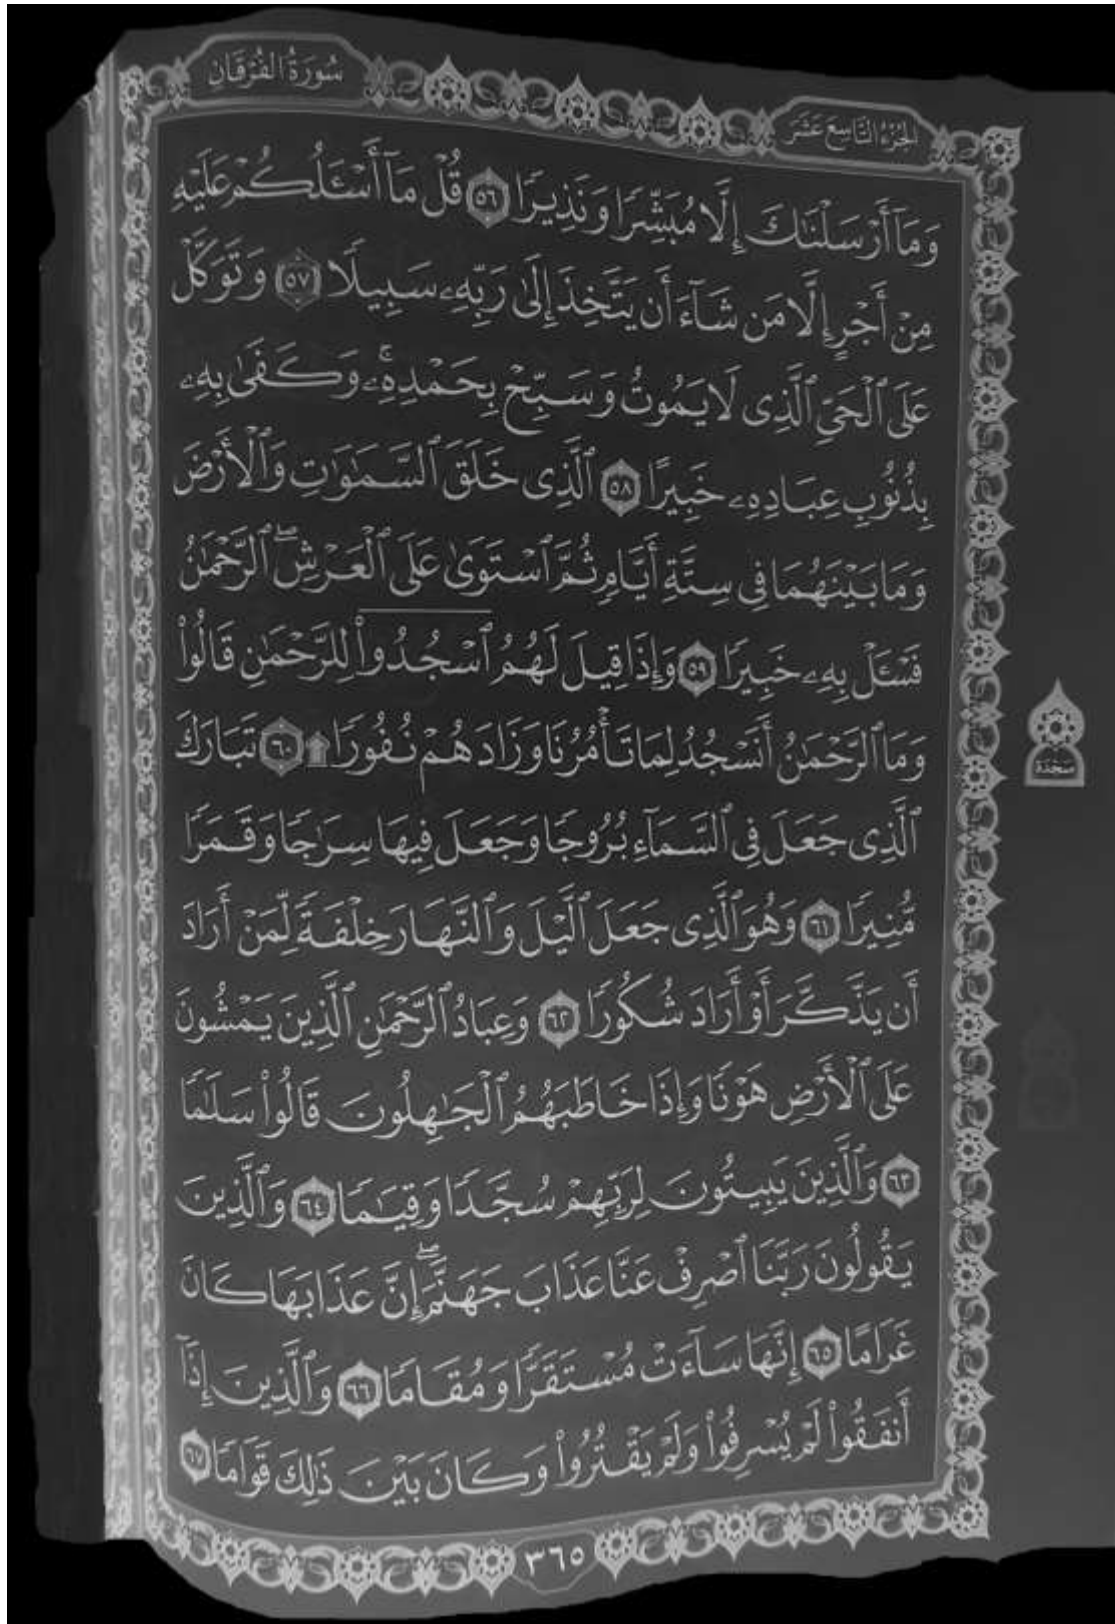 سُورَةُ الفُرْقَانِ
الجُزْءُ التَّاسِعَ عَشَرَ
وَمَآ أَرْسَلْنَٰكَ إِلَّا مُبَشِّرًا وَنَذِيرًا ٥٦ قُلْ مَآ أَسْـَٔلُكُمْ عَلَيْهِ
مِنْ أَجْرٍ إِلَّا مَن شَآءَ أَن يَتَّخِذَ إِلَىٰ رَبِّهِۦ سَبِيلًا ٥٧ وَتَوَكَّلْ
عَلَى ٱلْحَىِّ ٱلَّذِى لَا يَمُوتُ وَسَبِّحْ بِحَمْدِهِۦۚ وَكَفَىٰ بِهِۦ
بِذُنُوبِ عِبَادِهِۦ خَبِيرًا ٥٨ ٱلَّذِى خَلَقَ ٱلسَّمَٰوَٰتِ وَٱلْأَرْضَ
وَمَا بَيْنَهُمَا فِى سِتَّةِ أَيَّامٍ ثُمَّ ٱسْتَوَىٰ عَلَى ٱلْعَرْشِۖ ٱلرَّحْمَٰنُ
فَسْـَٔلْ بِهِۦ خَبِيرًا ٥٩ وَإِذَا قِيلَ لَهُمُ ٱسْجُدُوا۟ لِلرَّحْمَٰنِ قَالُوا۟
وَمَا ٱلرَّحْمَٰنُ أَنَسْجُدُ لِمَا تَأْمُرُنَا وَزَادَهُمْ نُفُورًا ۩ ٦٠ تَبَارَكَ
ٱلَّذِى جَعَلَ فِى ٱلسَّمَآءِ بُرُوجًا وَجَعَلَ فِيهَا سِرَٰجًا وَقَمَرًا
مُّنِيرًا ٦١ وَهُوَ ٱلَّذِى جَعَلَ ٱلَّيْلَ وَٱلنَّهَارَ خِلْفَةً لِّمَنْ أَرَادَ
أَن يَذَّكَّرَ أَوْ أَرَادَ شُكُورًا ٦٢ وَعِبَادُ ٱلرَّحْمَٰنِ ٱلَّذِينَ يَمْشُونَ
عَلَى ٱلْأَرْضِ هَوْنًا وَإِذَا خَاطَبَهُمُ ٱلْجَٰهِلُونَ قَالُوا۟ سَلَٰمًا
٦٣ وَٱلَّذِينَ يَبِيتُونَ لِرَبِّهِمْ سُجَّدًا وَقِيَٰمًا ٦٤ وَٱلَّذِينَ
يَقُولُونَ رَبَّنَا ٱصْرِفْ عَنَّا عَذَابَ جَهَنَّمَۖ إِنَّ عَذَابَهَا كَانَ
غَرَامًا ٦٥ إِنَّهَا سَآءَتْ مُسْتَقَرًّا وَمُقَامًا ٦٦ وَٱلَّذِينَ إِذَآ
أَنفَقُوا۟ لَمْ يُسْرِفُوا۟ وَلَمْ يَقْتُرُوا۟ وَكَانَ بَيْنَ ذَٰلِكَ قَوَامًا ٦٧
سَجْدَة
٣٦٥